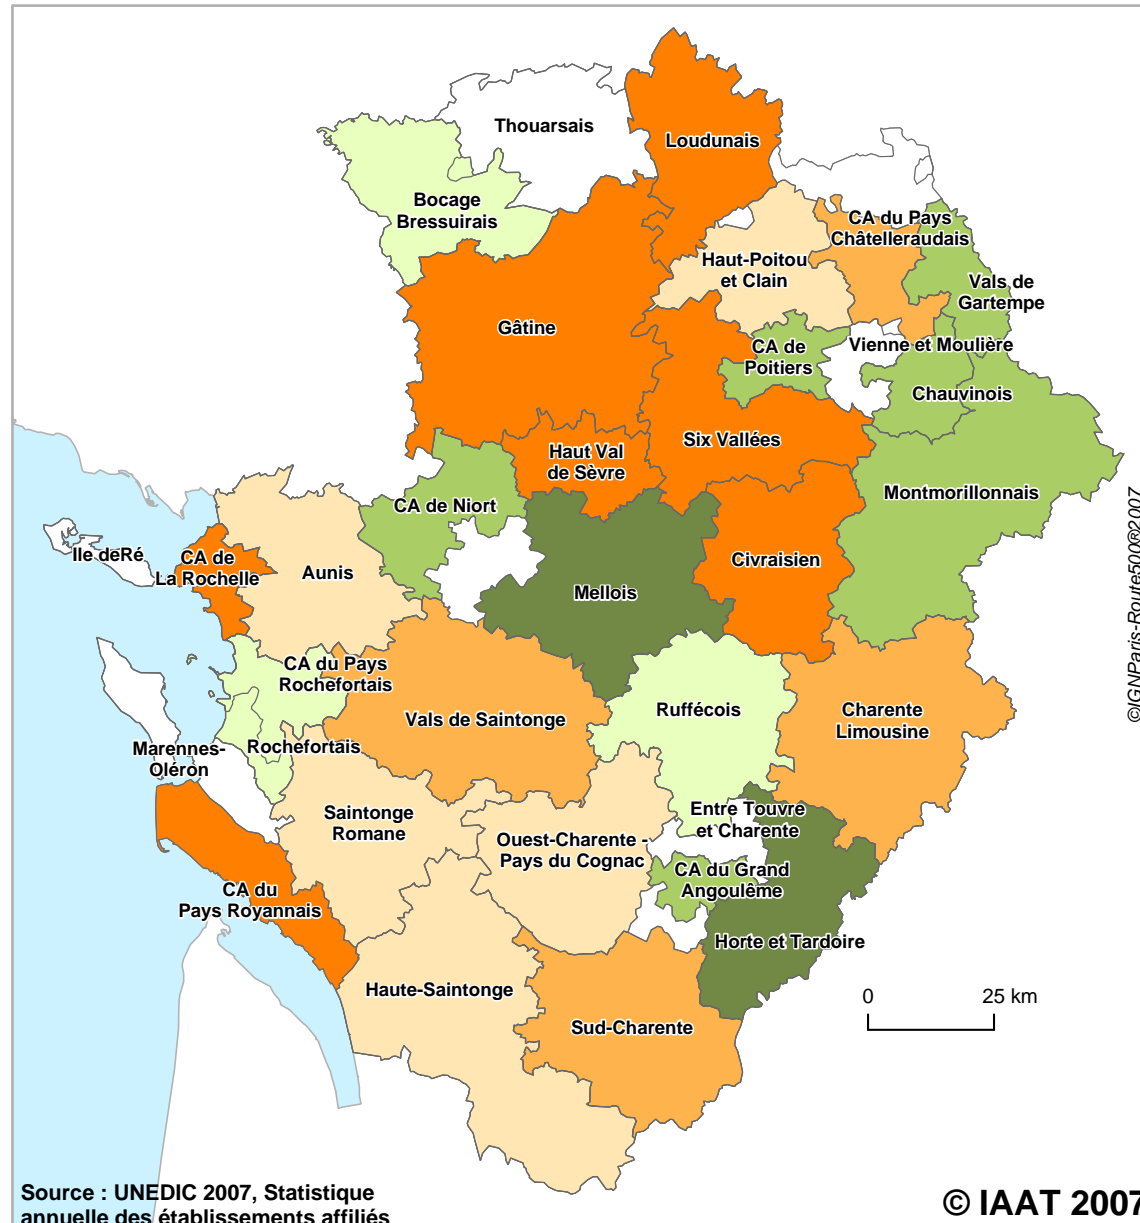 Thouarsais
Loudunais
Bocage
Bressuirais
CA du Pays
Châtelleraudais
Haut-Poitou
et Clain
Vals de
Gartempe
Gâtine
CA de
Poitiers
Vienne et Moulière
Chauvinois
Six Vallées
Haut Val
de Sèvre
Montmorillonnais
CA de Niort
Ile deRé
CA de
La Rochelle
Aunis
Civraisien
Mellois
©IGNParis-Route500®2007
CA du Pays
Rochefortais
Vals de Saintonge
Ruffécois
Charente
Limousine
Rochefortais
Marennes-
Oléron
Saintonge
Romane
Entre Touvre
et Charente
Ouest-Charente -
Pays du Cognac
CA du Grand
Angoulême
CA du
Pays Royannais
Horte et Tardoire
Haute-Saintonge
0 25 km
Sud-Charente
Source : UNEDIC 2007, Statistique
annuelle des établissements affiliés
© IAAT 2007